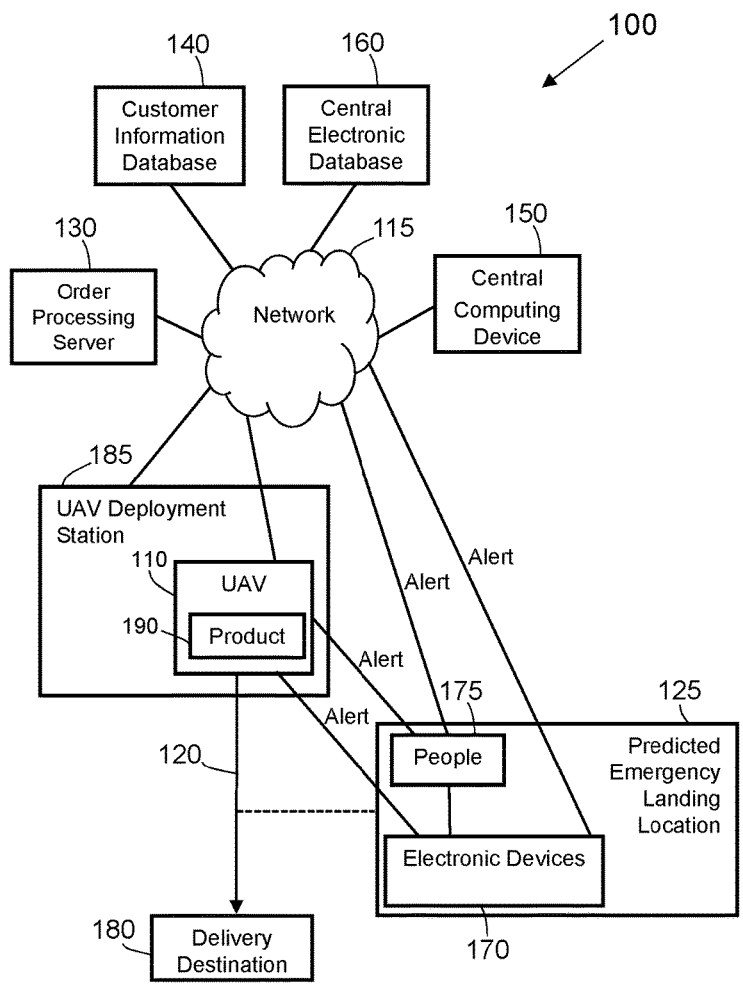 100
140
160
Customer
Information
Database
Central
Electronic
Database
130
115
150
Order
Processing
Server
Network
Central
Computing
Device
185
UAV Deployment
Station
110
UAV
190
Product
Alert
Alert
Alert
Alert
175
125
People
Predicted
Emergency
Landing
Location
120
Electronic Devices
170
180
Delivery
Destination